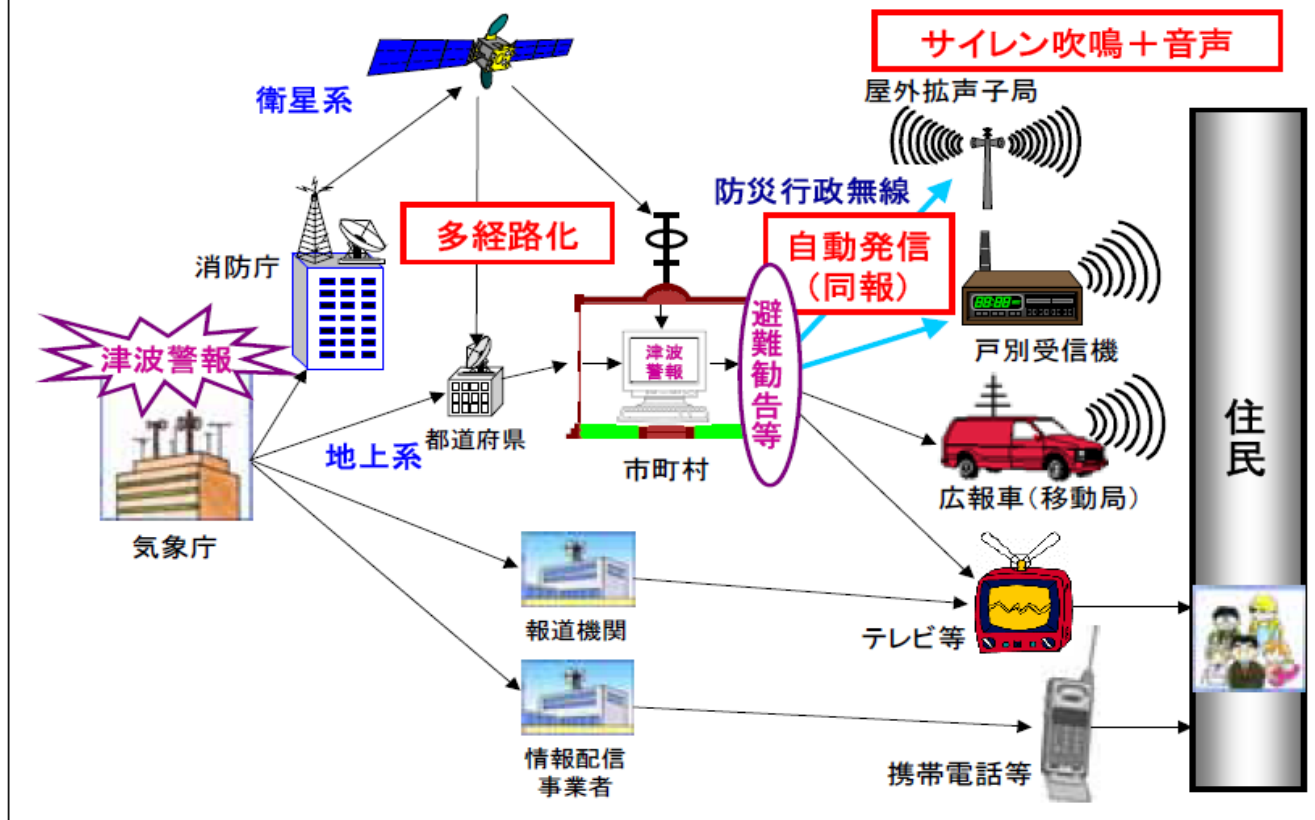 サイレン吹鳴＋音声
屋外拡声子局
衛星系
防災行政無線
多経路化
自動発信
（同報）
消防庁
津波警報
津波
警報
避難勧告等
戸別受信機
住民
都道府県
地上系
市町村
広報車（移動局）
気象庁
報道機関
テレビ等
情報配信
事業者
携帯電話等